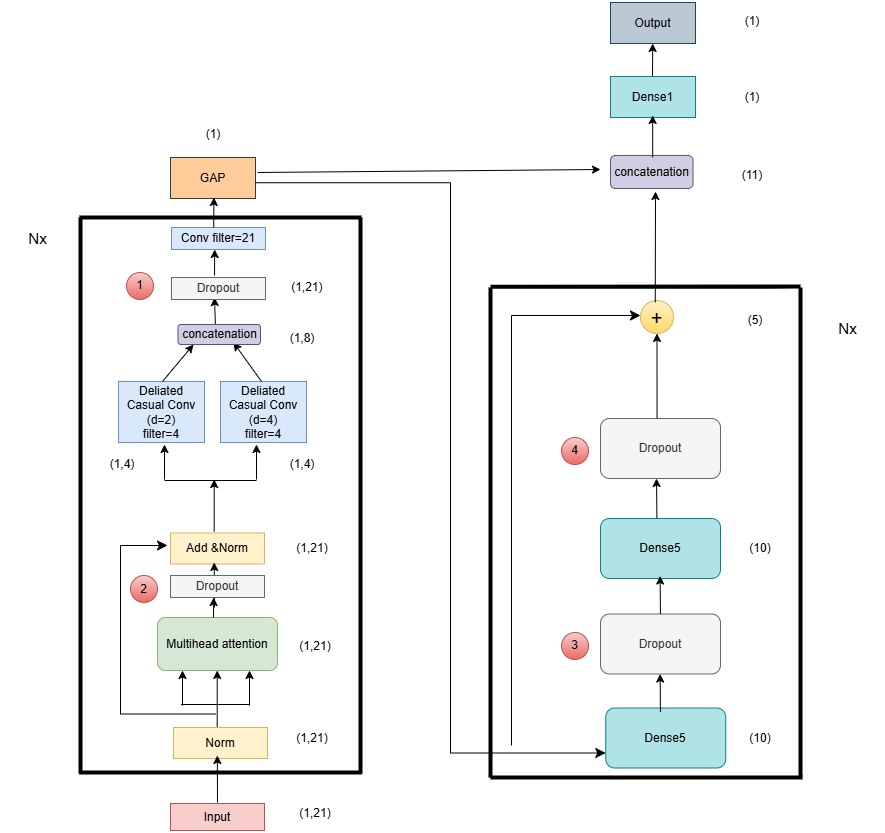 Output
(1)
Dense1
(1)
(1)
GAP
concatenation
(11)
Nx
Conv filter=21
1
Dropout
(1,21)
concatenation
(1,8)
Deliated
Casual Conv
(d=2)
filter=4
Deliated
Casual Conv
(d=4)
filter=4
(1,4)
(1,4)
Add &Norm
(1,21)
2
Dropout
Multihead attention
(1,21)
Norm
(1,21)
Input
(1,21)
+
(5)
Nx
4
Dropout
Dense5
(10)
3
Dropout
Dense5
(10)